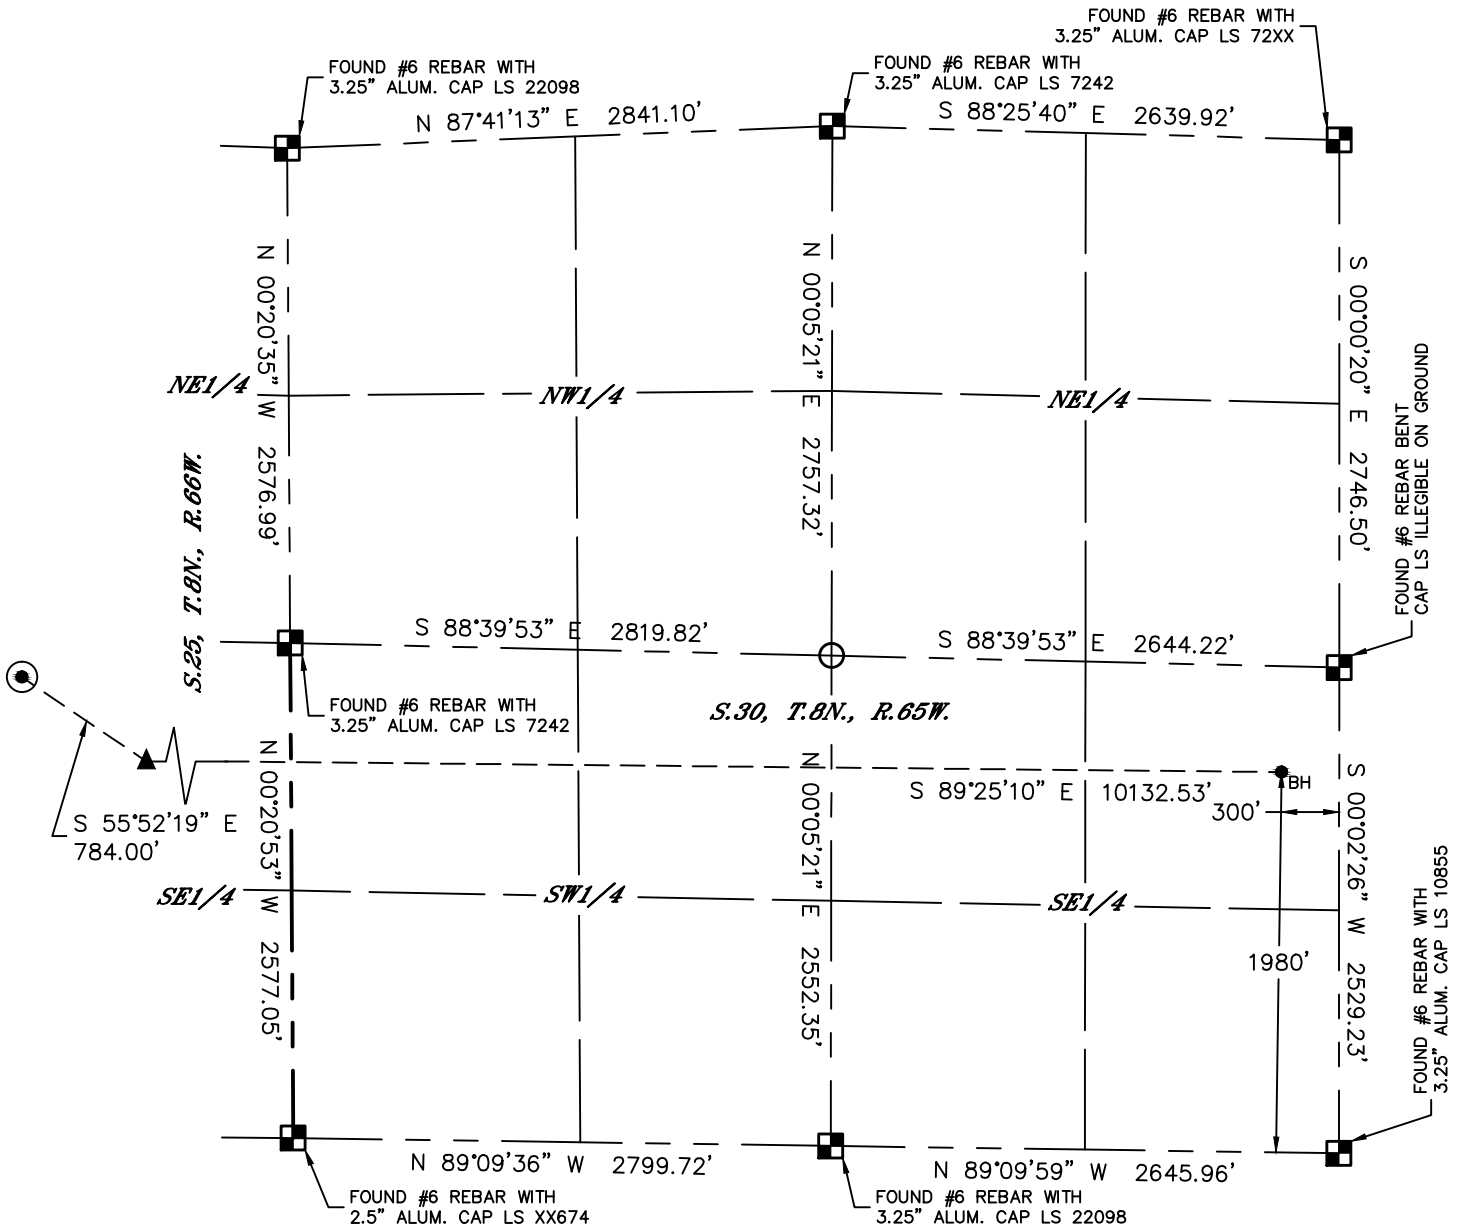 FOUND #6 REBAR WITH
3.25" ALUM. CAP LS 72XX
FOUND #6 REBAR WITH
3.25" ALUM. CAP LS 22098
FOUND #6 REBAR WITH
3.25" ALUM. CAP LS 7242
N 87°41'13" E 2841.10'
S 88°25'40" E 2639.92'
N 00°20'35" W 2576.99'
N 00°05'21" E 2757.32'
S 00°00'20" E 2746.50'
NE1/4
NW1/4
NE1/4
FOUND #6 REBAR BENT
CAP LS ILLEGIBLE ON GROUND
S.25, T.8N., R.66W.
S 88°39'53" E 2819.82'
S 88°39'53" E 2644.22'
FOUND #6 REBAR WITH
3.25" ALUM. CAP LS 7242
S.30, T.8N., R.65W.
S 55°52'19" E
784.00'
N 00°20'53" W 2577.05'
N 00°05'21" E 2552.35'
S 89°25'10" E 10132.53'
BH
300'
S 00°02'26" W 2529.23'
SE1/4
SW1/4
SE1/4
1980'
FOUND #6 REBAR WITH
3.25" ALUM. CAP LS 10855
N 89°09'36" W 2799.72'
N 89°09'59" W 2645.96'
FOUND #6 REBAR WITH
2.5" ALUM. CAP LS XX674
FOUND #6 REBAR WITH
3.25" ALUM. CAP LS 22098